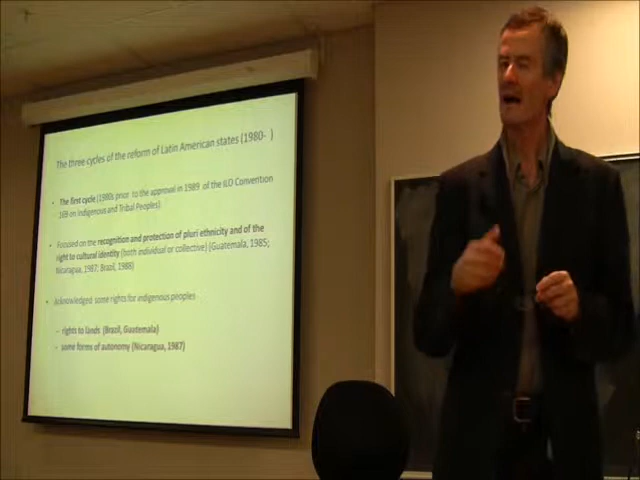 The three cycles of the reform of Latin American states (1980- )
• The first cycle (1980s prior to the approval in 1989 of the ILO Convention
169 on Indigenous and Tribal Peoples)
• Focused on the recognition and protection of pluri ethnicity and of the
right to cultural identity (both individual or collective) (Guatemala, 1985;
Nicaragua, 1987; Brazil, 1988)
• Acknowledged some rights for indigenous peoples
- rights to lands (Brazil, Guatemala)
- some forms of autonomy (Nicaragua, 1987)